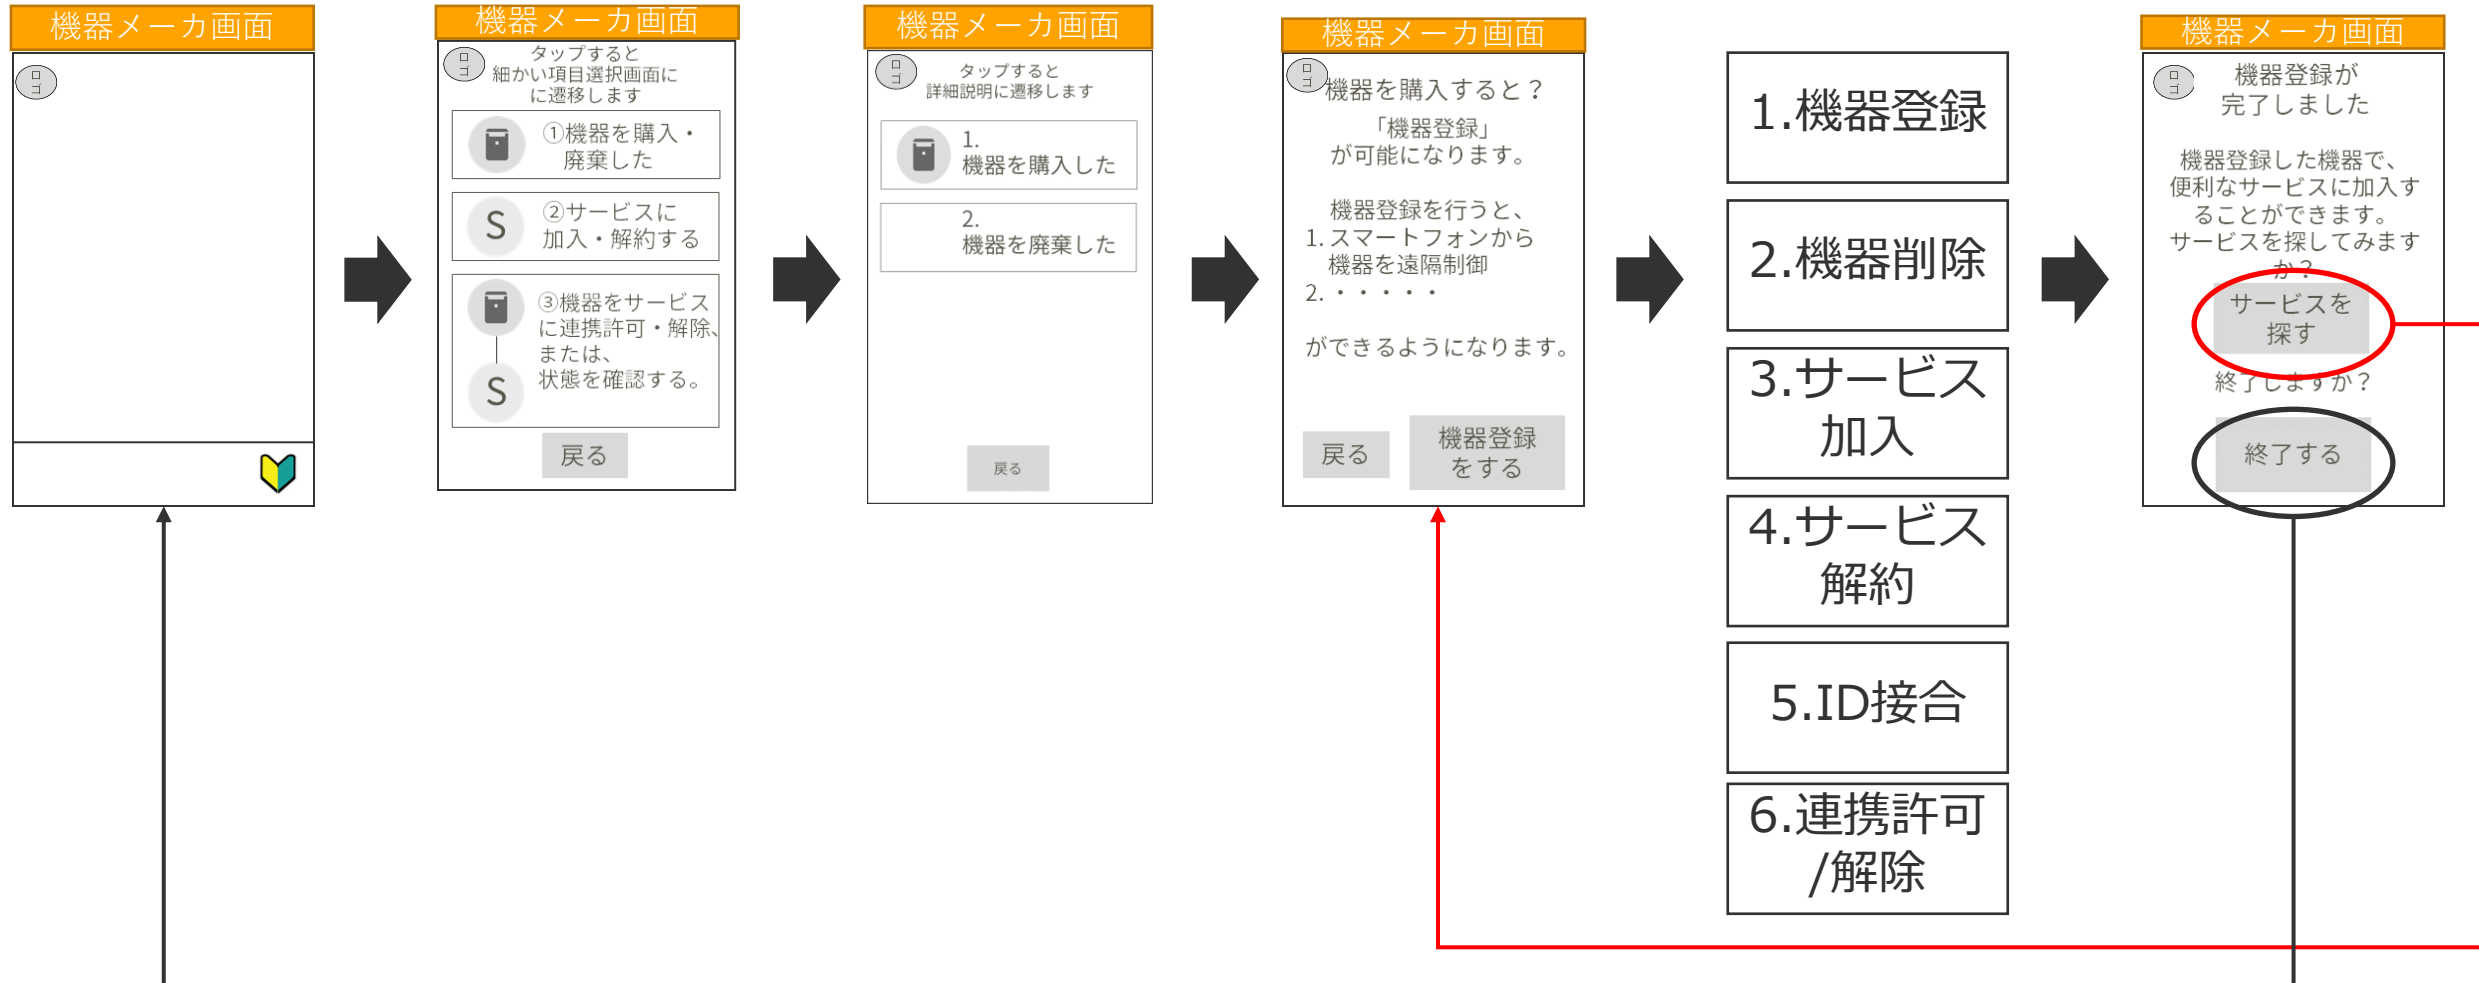 機器メーカ画面
ロゴ
機器メーカ画面
ロゴ
タップすると
細かい項目選択画面に
に遷移します
①機器を購入・
廃棄した
S
②サービスに
加入・解約する
③機器をサービス
に連携許可・解除、
または、
状態を確認する。
S
戻る
機器メーカ画面
ロゴ
タップすると
詳細説明に遷移します
1.
機器を購入した
2.
機器を廃棄した
戻る
機器メーカ画面
ロゴ
機器を購入すると？
「機器登録」
が可能になります。
機器登録を行うと、
1. スマートフォンから
機器を遠隔制御
2. ・・・・・
ができるようになります。
戻る
機器登録
をする
1.機器登録
2.機器削除
3.サービス
加入
4.サービス
解約
5.ID接合
6.連携許可
/解除
機器メーカ画面
ロゴ
機器登録が
完了しました
機器登録した機器で、
便利なサービスに加入す
ることができます。
サービスを探してみます
か？
サービスを
探す
終了しますか？
終了する